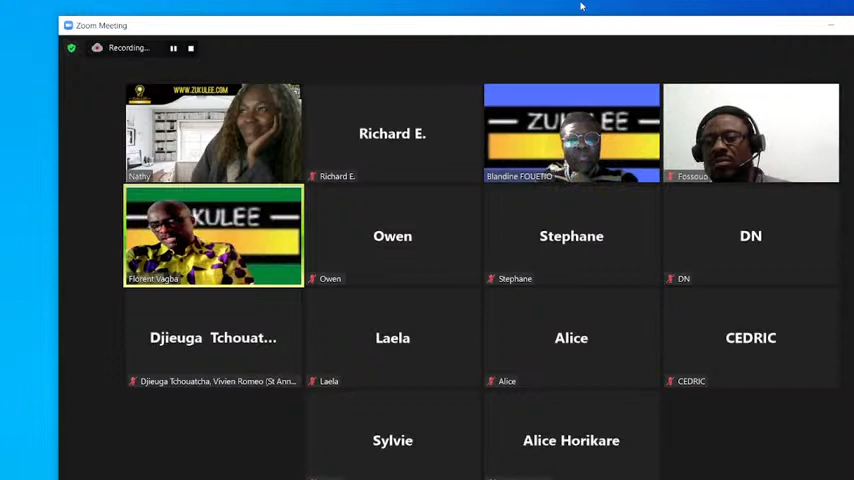 Zoom Meeting
Recording...
WWW.ZUKULEE.COM
Nathy
Richard E.
Richard E.
ZUKULEE
Blandine FOUETIO
Fossouo
ZUKULEE
Florent Vagba
Owen
Owen
Stephane
Stephane
DN
DN
Djieuga Tchouat...
Djieuga Tchouatcha, Vivien Romeo (St Ann...
Laela
Laela
Alice
Alice
CEDRIC
CEDRIC
Sylvie
Alice Horikare